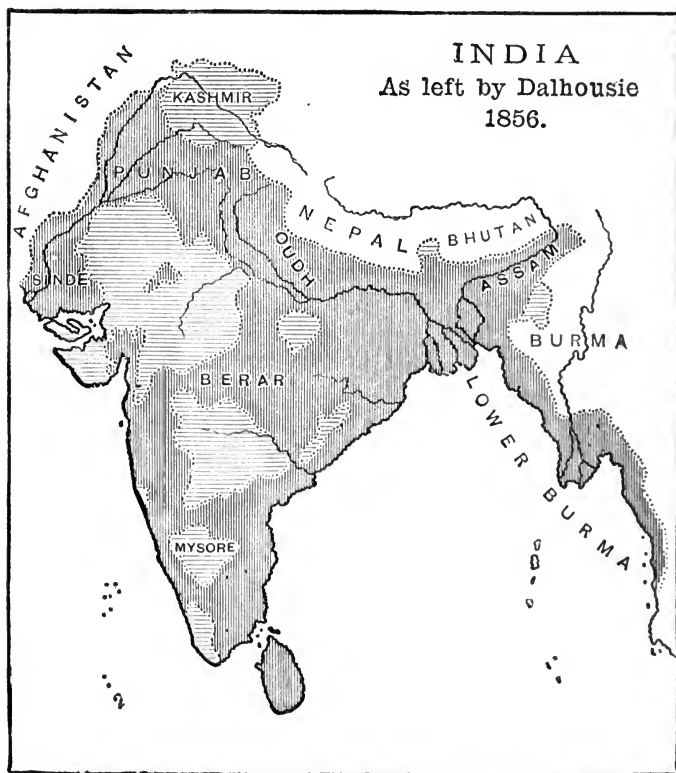 INDIA
As left by Dalhousie
1856.
AFGHANISTAN
KASHMIR
PUNJAB
NEPAL
BHUTAN
OUDH
SINDE
ASSAM
BURMA
BERAR
LOWER BURMA
MYSORE